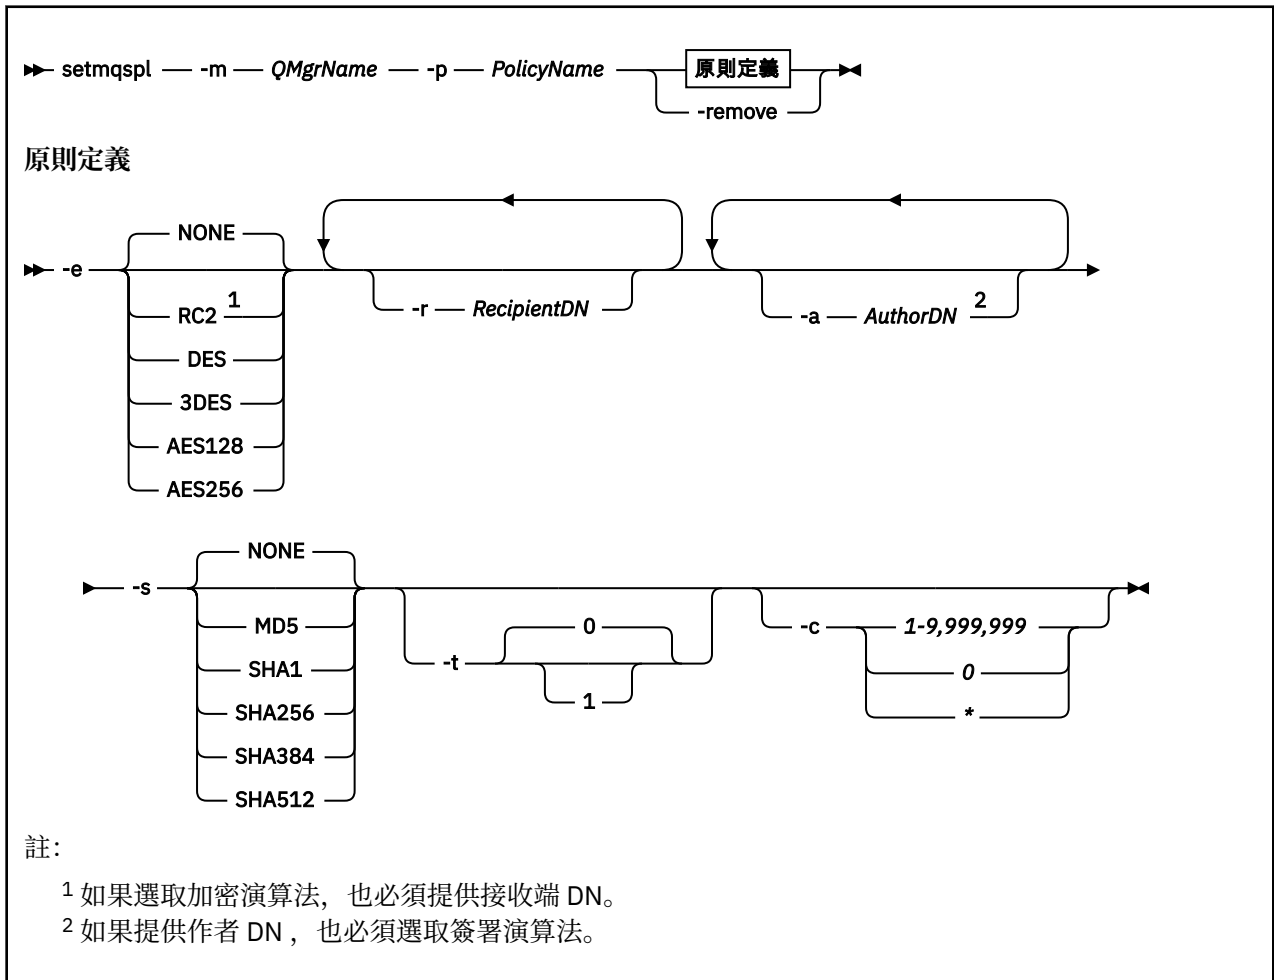 setmqspl -m QMgrName -p PolicyName 原則定義
-remove
原則定義
NONE
-e
RC2 1
DES
3DES
AES128
AES256
-r RecipientDN
-a AuthorDN 2
NONE
-s
MD5
SHA1
SHA256
SHA384
SHA512
-t
0
1
-c
1-9,999,999
0
*
註：
1 如果選取加密演算法，也必須提供接收端 DN。
2 如果提供作者 DN ，也必須選取簽署演算法。